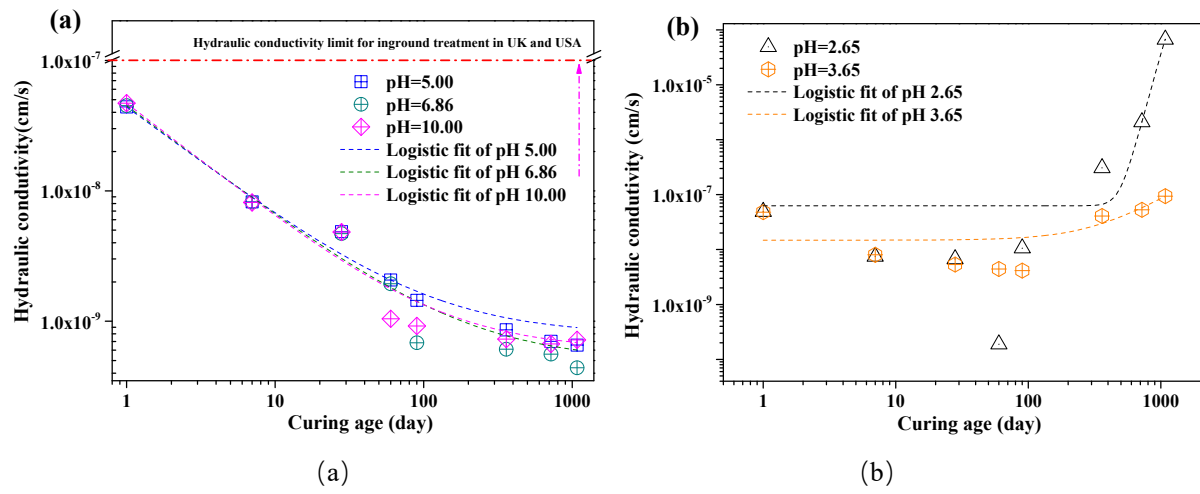 (a)
Hydraulic conductivity limit for inground treatment in UK and USA
1.0x10-7
1.0x10-8
1.0x10-9
Hydraulic condutivity(cm/s)
pH=5.00
pH=6.86
pH=10.00
Logistic fit of pH 5.00
Logistic fit of pH 6.86
Logistic fit of pH 10.00
1
10
100
1000
Curing age (day)
(a)
(b)
1.0x10-5
1.0x10-7
1.0x10-9
Hydraulic condutivity (cm/s)
pH=2.65
pH=3.65
Logistic fit of pH 2.65
Logistic fit of pH 3.65
1
10
100
1000
Curing age (day)
(b)